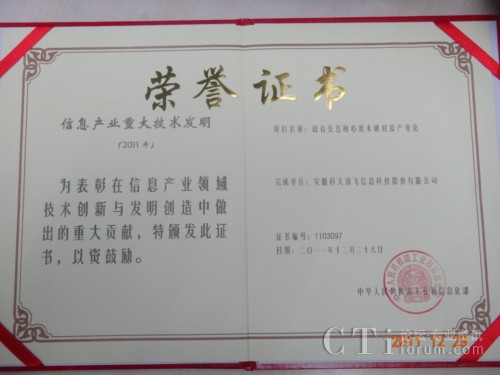 荣誉证书
信息产业重大技术发明
(2011年)
为表彰在信息产业领域
技术创新与发明创造中做
出的重大贡献，特颁发此证
书，以资鼓励。
项目名称：语音交互核心技术研究及产业化
完成单位：安徽科大讯飞信息科技股份有限公司
证书编号：1103097
日期：二〇一一年十二月二十六日
中华人民共和国工业和信息化部
2011 12 29
CTiforum.com